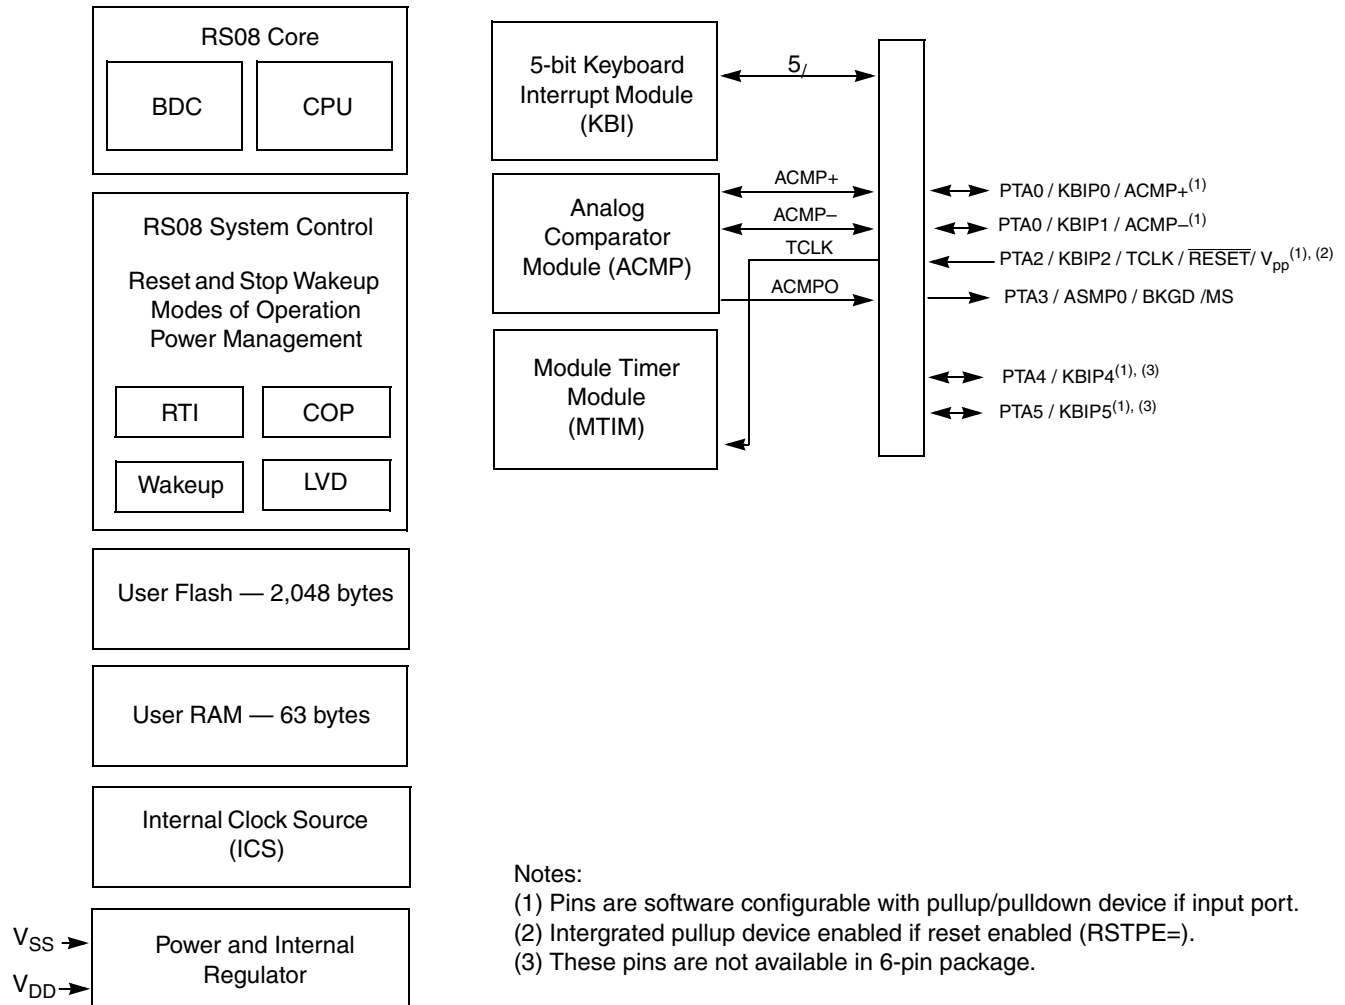 RS08 Core
BDC
CPU
RS08 System Control
Reset and Stop Wakeup
Modes of Operation
Power Management
RTI
COP
Wakeup
LVD
User Flash — 2,048 bytes
User RAM — 63 bytes
Internal Clock Source
(ICS)
VSS
VDD
Power and Internal
Regulator
5-bit Keyboard
Interrupt Module
(KBI)
5/
Analog
Comparator
Module (ACMP)
ACMP+
ACMP–
TCLK
ACMPO
Module Timer
Module
(MTIM)
PTA0 / KBIP0 / ACMP+(1)
PTA0 / KBIP1 / ACMP–(1)
PTA2 / KBIP2 / TCLK / RESET/ Vpp(1), (2)
PTA3 / ASMP0 / BKGD /MS
PTA4 / KBIP4(1), (3)
PTA5 / KBIP5(1), (3)
Notes:
(1) Pins are software configurable with pullup/pulldown device if input port.
(2) Intergrated pullup device enabled if reset enabled (RSTPE=).
(3) These pins are not available in 6-pin package.